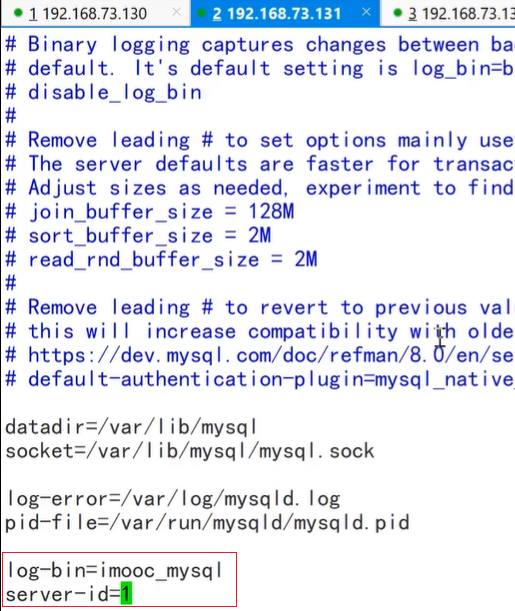 1 192.168.73.130 × 2 192.168.73.131 × 3 192.168.73.13
# Binary logging captures changes between ba
# default. It's default setting is log_bin=b
# disable_log_bin
#
# Remove leading # to set options mainly use
# The server defaults are faster for transac
# Adjust sizes as needed, experiment to find
# join_buffer_size = 128M
# sort_buffer_size = 2M
# read_rnd_buffer_size = 2M
#
# Remove leading # to revert to previous val
# this will increase compatibility with olde
# https://dev.mysql.com/doc/refman/8.0/en/se
# default-authentication-plugin=mysql_native_
datadir=/var/lib/mysql
socket=/var/lib/mysql/mysql.sock
log-error=/var/log/mysqld.log
pid-file=/var/run/mysqld/mysqld.pid
log-bin=imooc_mysql
server-id=1